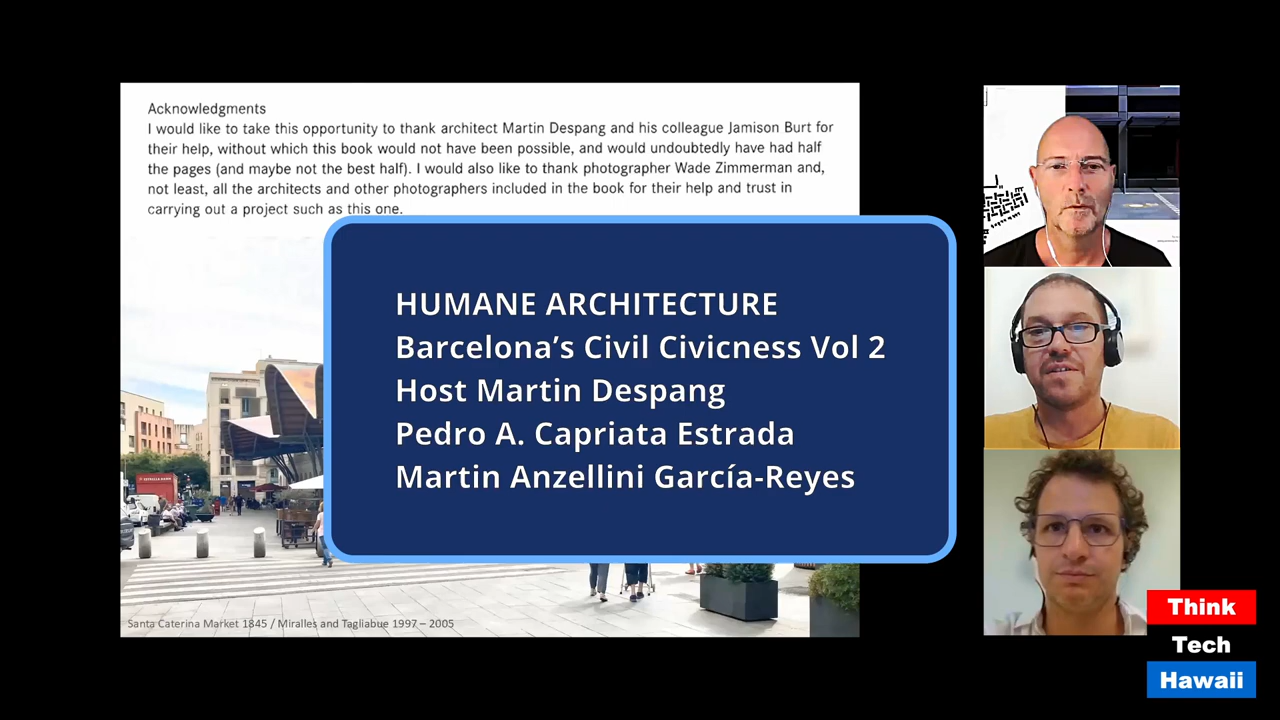 Acknowledgments
I would like to take this opportunity to thank architect Martin Despang and his colleague Jamison Burt for
their help, without which this book would not have been possible, and would undoubtedly have had half
the pages (and maybe not the best half). I would also like to thank photographer Wade Zimmerman and,
not least, all the architects and other photographers included in the book for their help and trust in
carrying out a project such as this one.
HUMANE ARCHITECTURE
Barcelona’s Civil Civicness Vol 2
Host Martin Despang
Pedro A. Capriata Estrada
Martin Anzellini García-Reyes
Santa Caterina Market 1845 / Miralles and Tagliabue 1997 – 2005
Think
Tech
Hawaii